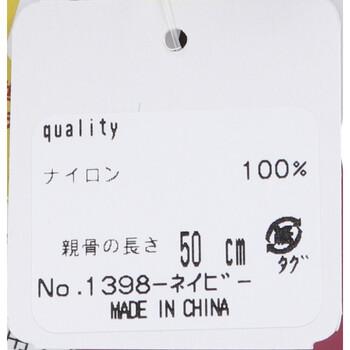 quality
ナイロン 100%
親骨の長さ 50 cm
タグ
No.1398-ネイビー
MADE IN CHINA